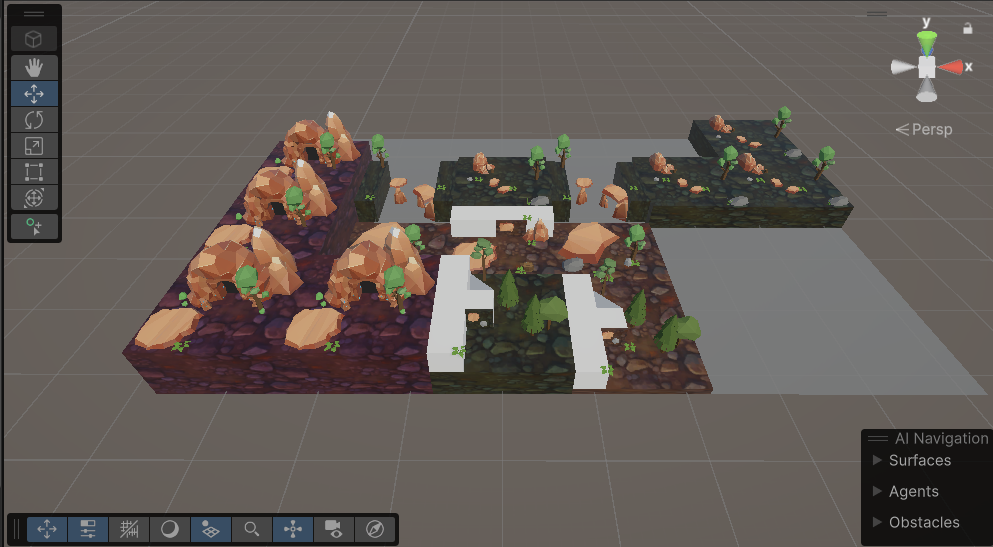 y
x
Persp
AI Navigation
Surfaces
Agents
Obstacles